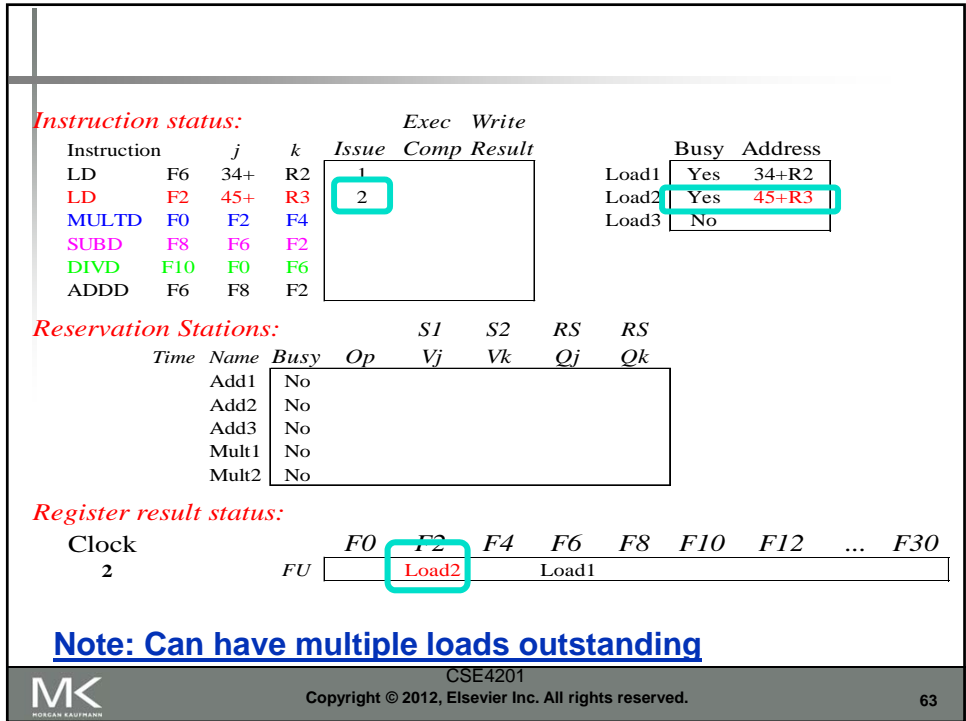 Instruction status: Exec Write
Instruction j k Issue Comp Result Busy Address
LD F6 34+ R2 1 Load1 Yes 34+R2
LD F2 45+ R3 2 Load2 Yes 45+R3
MULTD F0 F2 F4 Load3 No
SUBD F8 F6 F2
DIVD F10 F0 F6
ADDD F6 F8 F2
Reservation Stations: S1 S2 RS RS
Time Name Busy Op Vj Vk Qj Qk
Add1 No
Add2 No
Add3 No
Mult1 No
Mult2 No
Register result status:
Clock F0 F2 F4 F6 F8 F10 F12 ... F30
2 FU Load2 Load1
Note: Can have multiple loads outstanding
CSE4201
MK Copyright © 2012, Elsevier Inc. All rights reserved. 63
MORGAN KAUFMANN